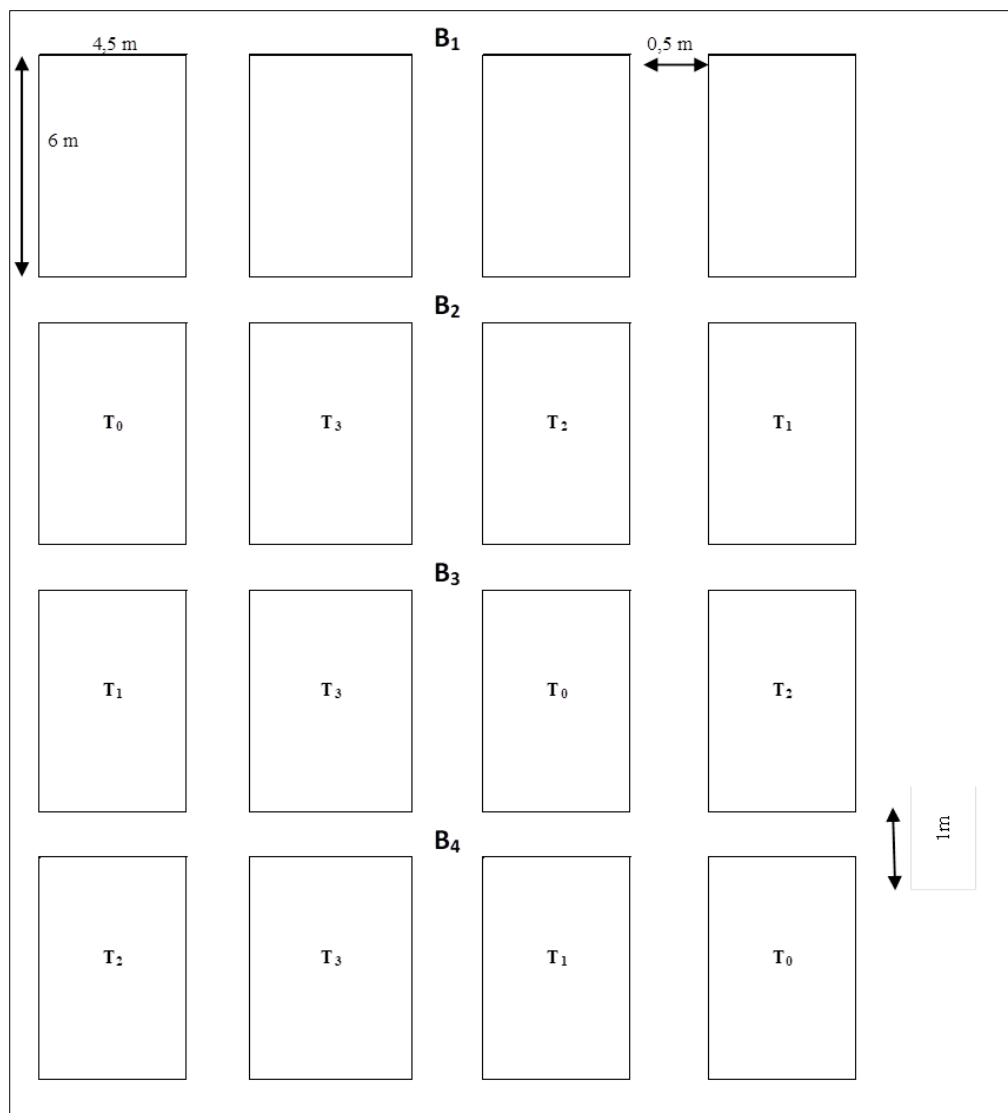 B₁
4,5 m 0,5 m
6 m
B₂
T₀ T₃ T₂ T₁
B₃
T₁ T₃ T₀ T₂
1m
B₄
T₂ T₃ T₁ T₀